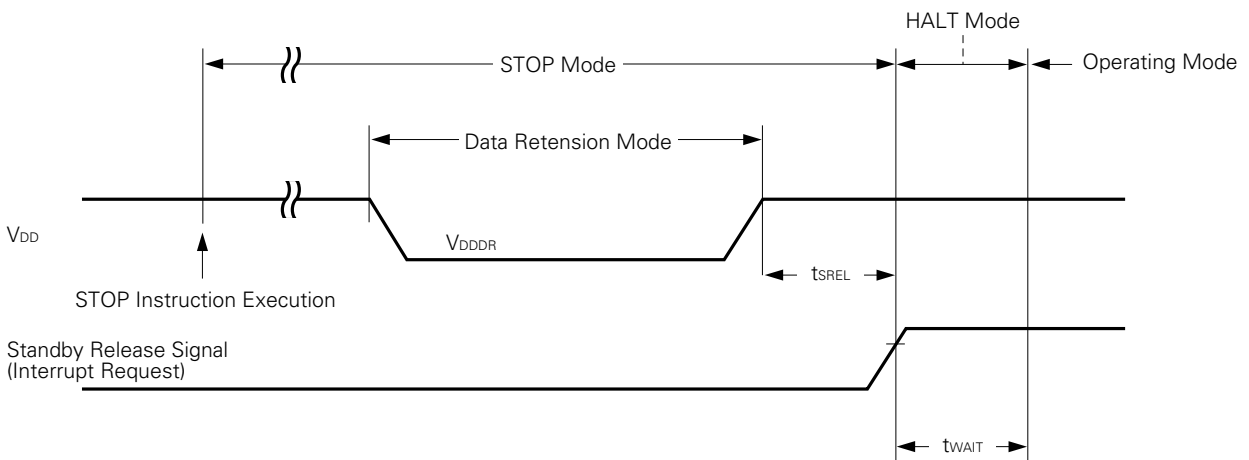 HALT Mode
STOP Mode
Operating Mode
Data Retension Mode
VDD
VDDDR
tSREL
STOP Instruction Execution
Standby Release Signal
(Interrupt Request)
tWAIT